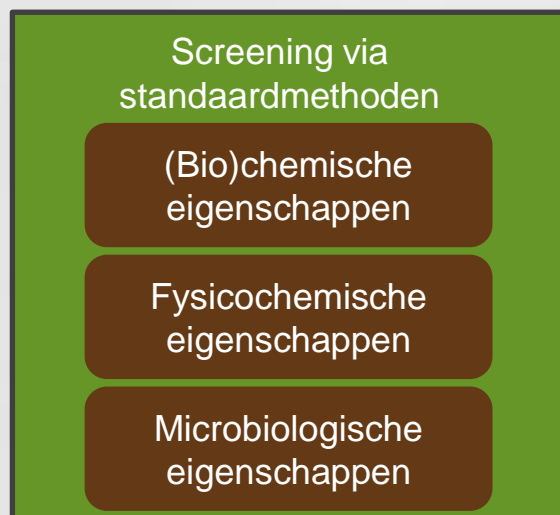 Screening via
standaardmethoden
(Bio)chemische
eigenschappen
Fysicochemische
eigenschappen
Microbiologische
eigenschappen